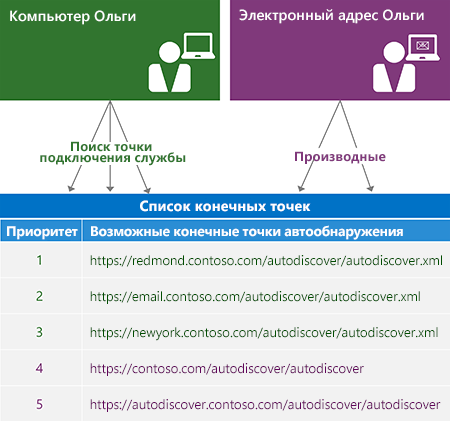 Компьютер Ольги
Электронный адрес Ольги
Поиск точки
подключения службы
Производные
Список конечных точек
Приоритет Возможные конечные точки автообнаружения
1 https://redmond.contoso.com/autodiscover/autodiscover.xml
2 https://email.contoso.com/autodiscover/autodiscover.xml
3 https://newyork.contoso.com/autodiscover/autodiscover.xml
4 https://contoso.com/autodiscover/autodiscover
5 https://autodiscover.contoso.com/autodiscover/autodiscover